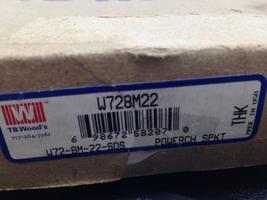 W728M22
TB Wood's
717-264-7161
6 98672 58207 0
W72-8M-22-SDS POWERCH SPKT
THK
MADE IN USA